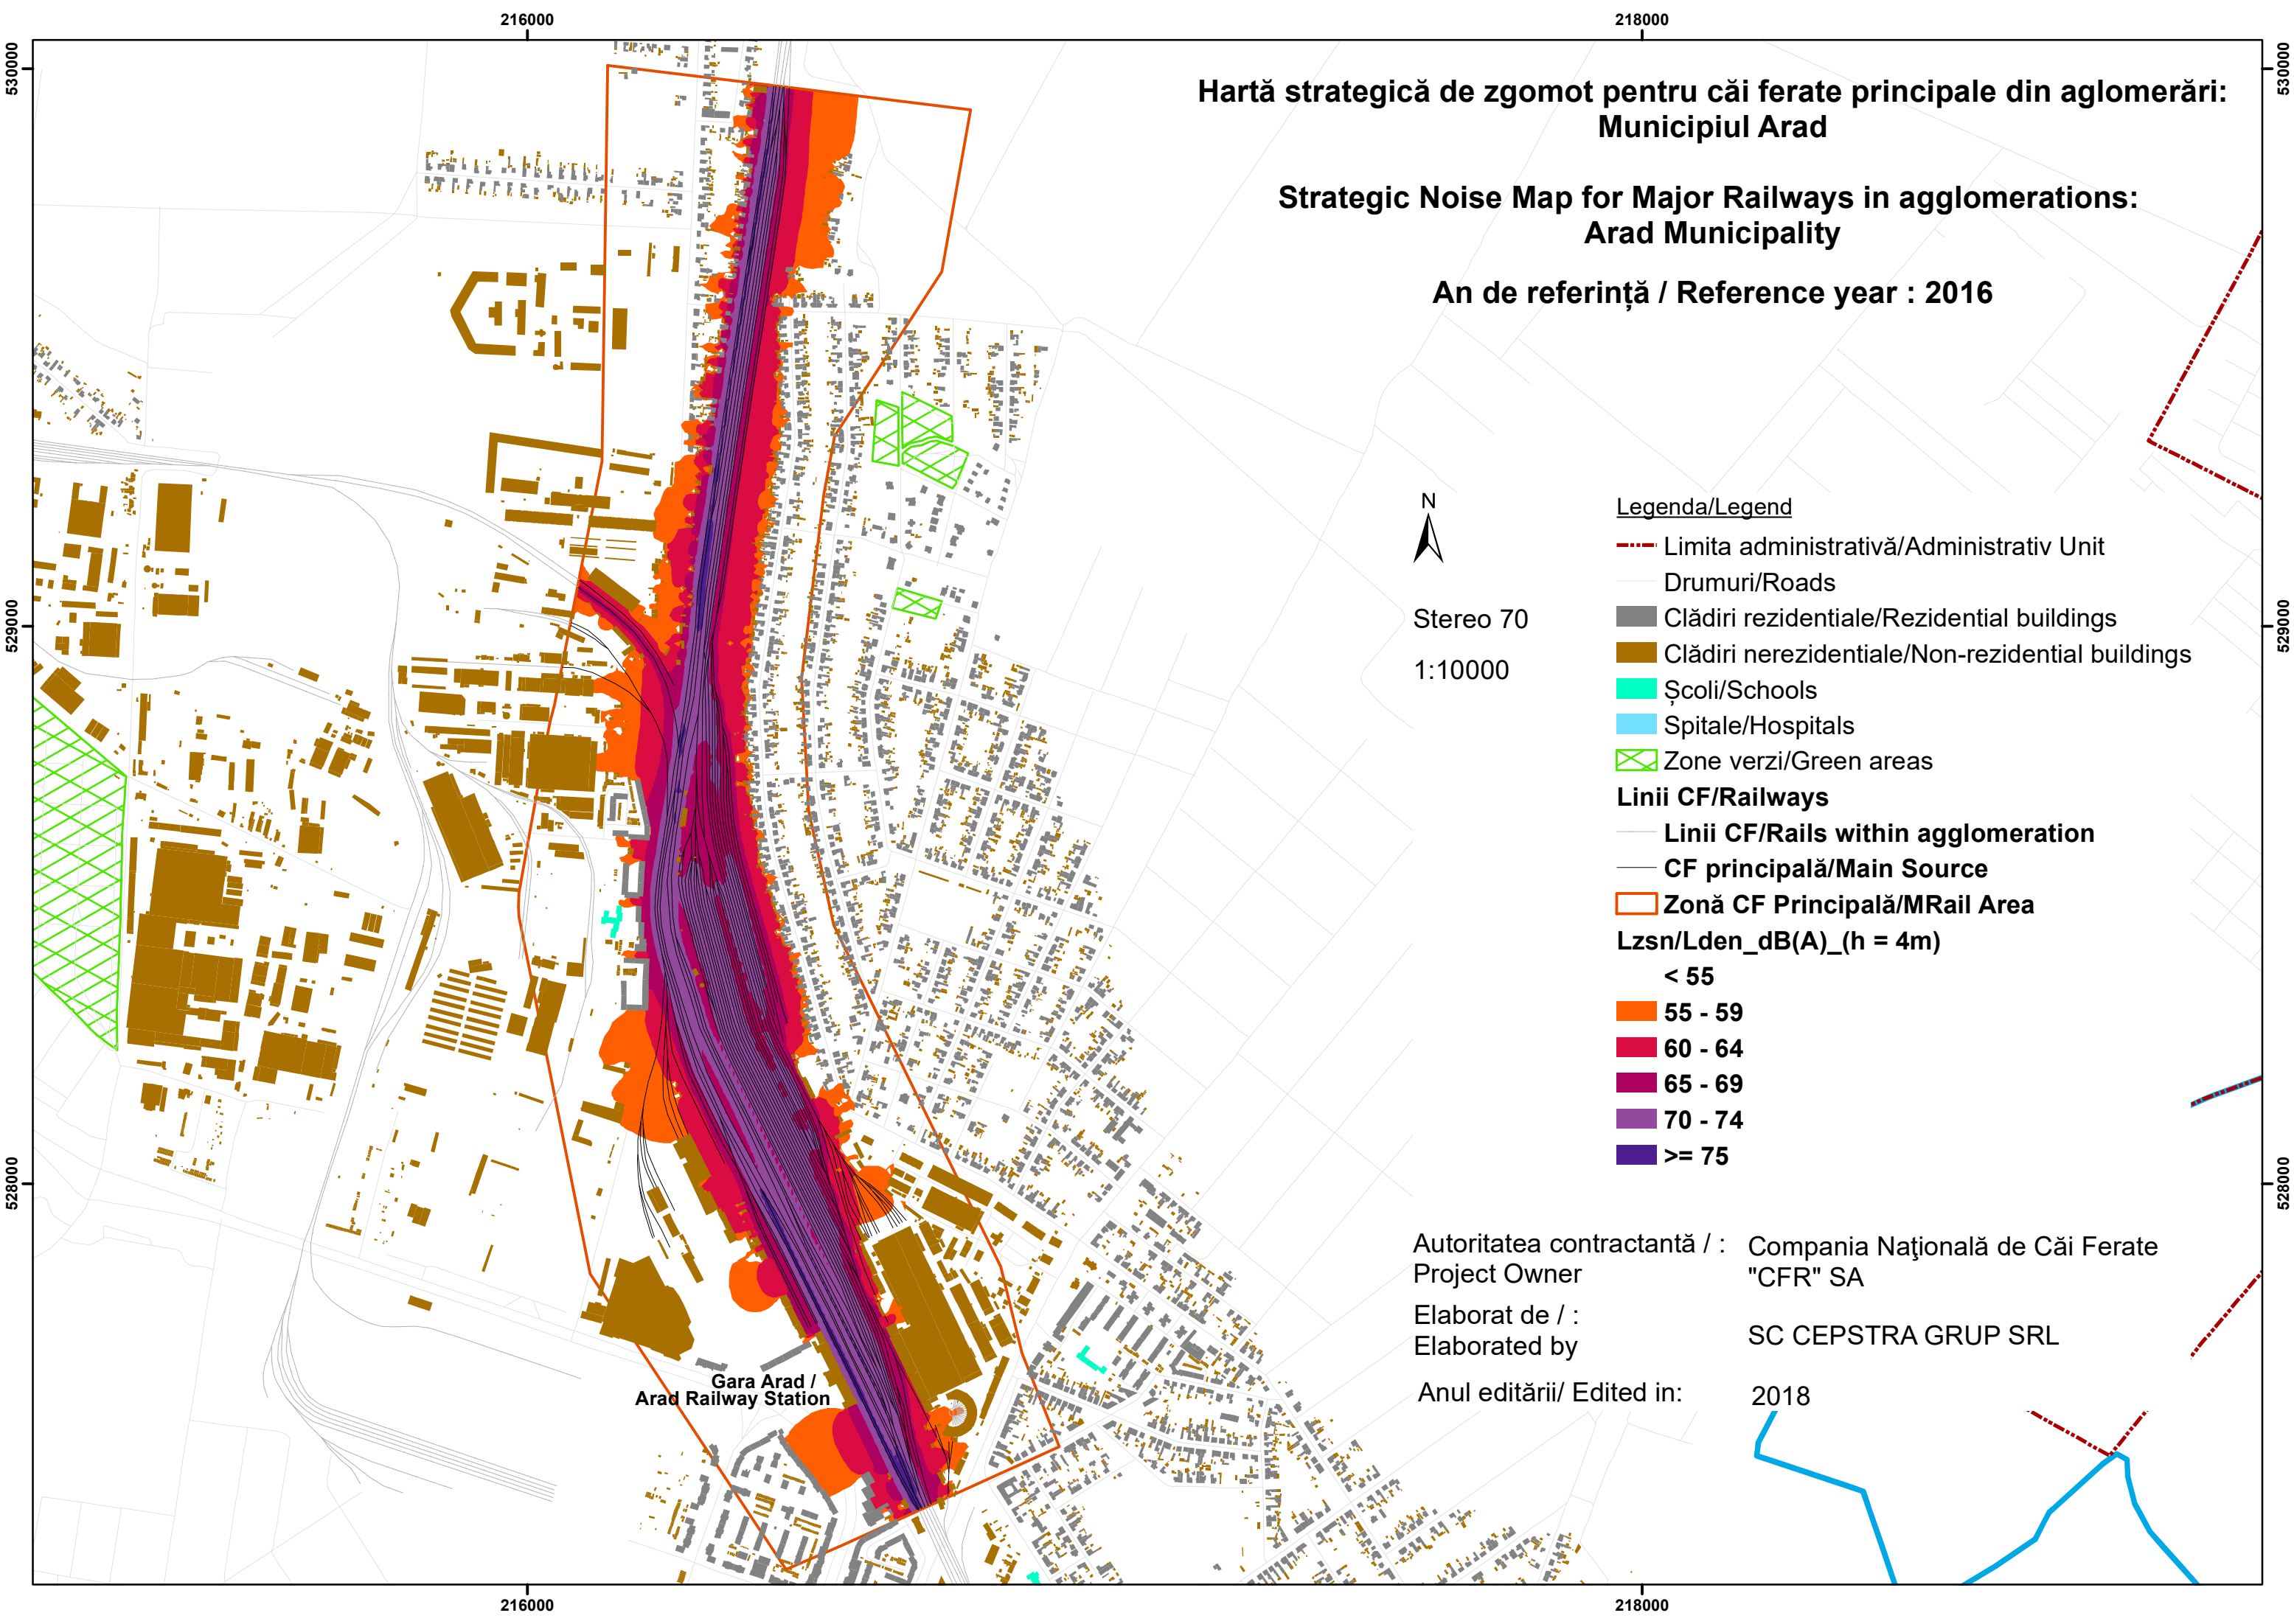 216000
218000
530000
530000
Hartă strategică de zgomot pentru căi ferate principale din aglomerări:
Municipiul Arad
Strategic Noise Map for Major Railways in agglomerations:
Arad Municipality
An de referință / Reference year : 2016
N
Stereo 70
1:10000
Legenda/Legend
Limita administrativă/Administrativ Unit
Drumuri/Roads
Clădiri rezidentiale/Rezidential buildings
Clădiri nerezidentiale/Non-rezidential buildings
Școli/Schools
Spitale/Hospitals
Zone verzi/Green areas
Linii CF/Railways
Linii CF/Rails within agglomeration
CF principală/Main Source
Zonă CF Principală/MRail Area
Lzsn/Lden_dB(A)_(h = 4m)
< 55
55 - 59
60 - 64
65 - 69
70 - 74
>= 75
529000
529000
528000
528000
Autoritatea contractantă / : Compania Naţională de Căi Ferate
Project Owner "CFR" SA
Elaborat de / :
Elaborated by SC CEPSTRA GRUP SRL
Anul editării/ Edited in: 2018
Gara Arad /
Arad Railway Station
216000
218000